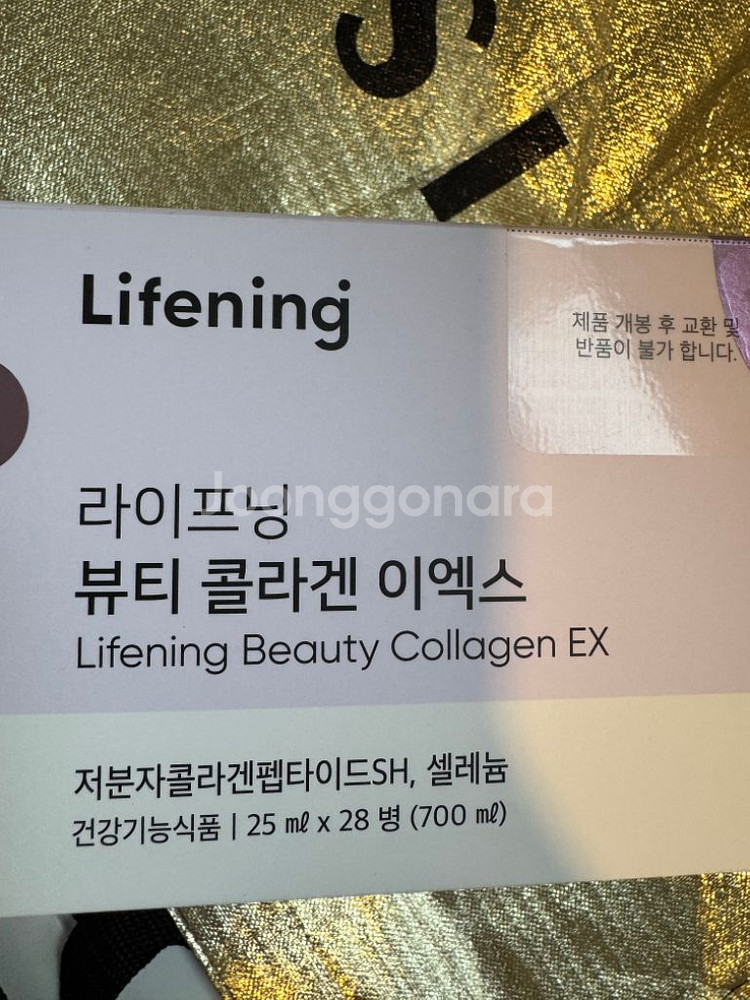 S
Lifening
제품 개봉 후 교환 및
반품이 불가 합니다.
Joonggonara
라이프닝
뷰티 콜라겐 이엑스
Lifening Beauty Collagen EX
저분자콜라겐펩타이드SH, 셀레늄
건강기능식품 | 25 ㎖ x 28 병 (700 ㎖)